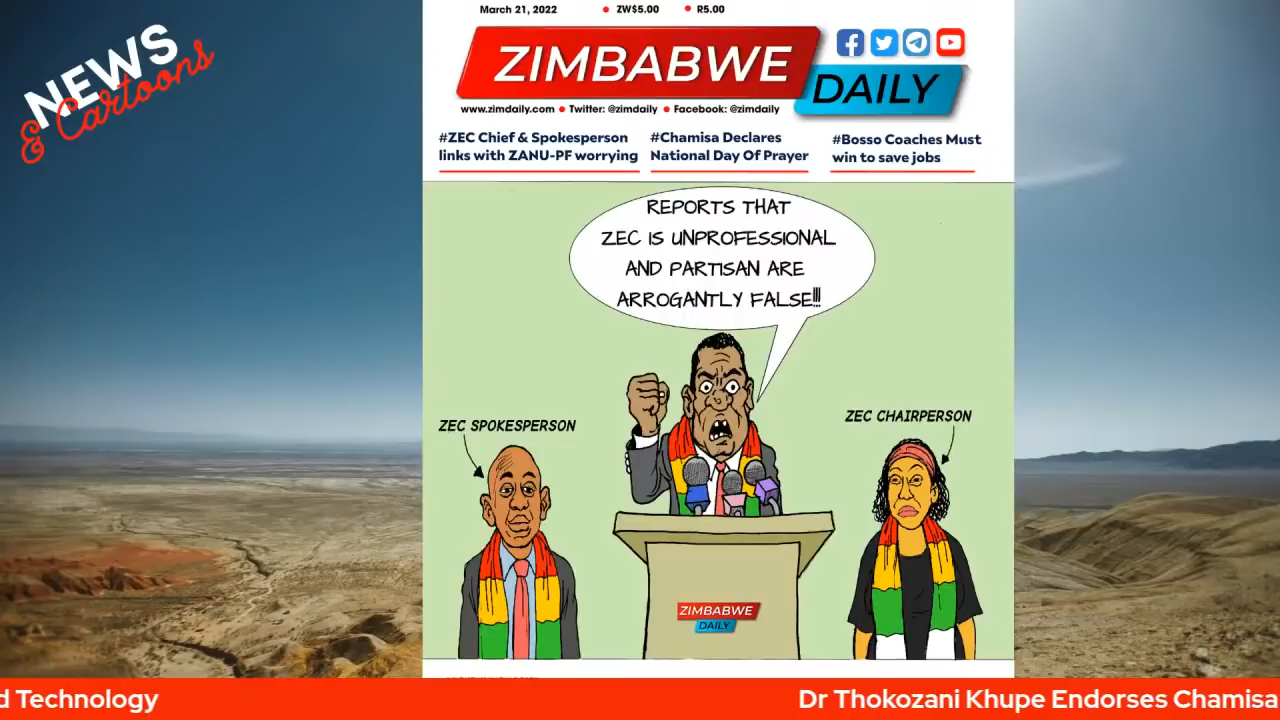 NEWS
& Cartoons
March 21, 2022 • ZW$5.00 • R5.00
ZIMBABWE
DAILY
www.zimdaily.com • Twitter: @zimdaily • Facebook: @zimdaily
#ZEC Chief & Spokesperson
links with ZANU-PF worrying
#Chamisa Declares
National Day Of Prayer
#Bosso Coaches Must
win to save jobs
REPORTS THAT
ZEC IS UNPROFESSIONAL
AND PARTISAN ARE
ARROGANTLY FALSE!!!
ZEC SPOKESPERSON
ZEC CHAIRPERSON
ZIMBABWE
DAILY
d Technology
Dr Thokozani Khupe Endorses Chamisa